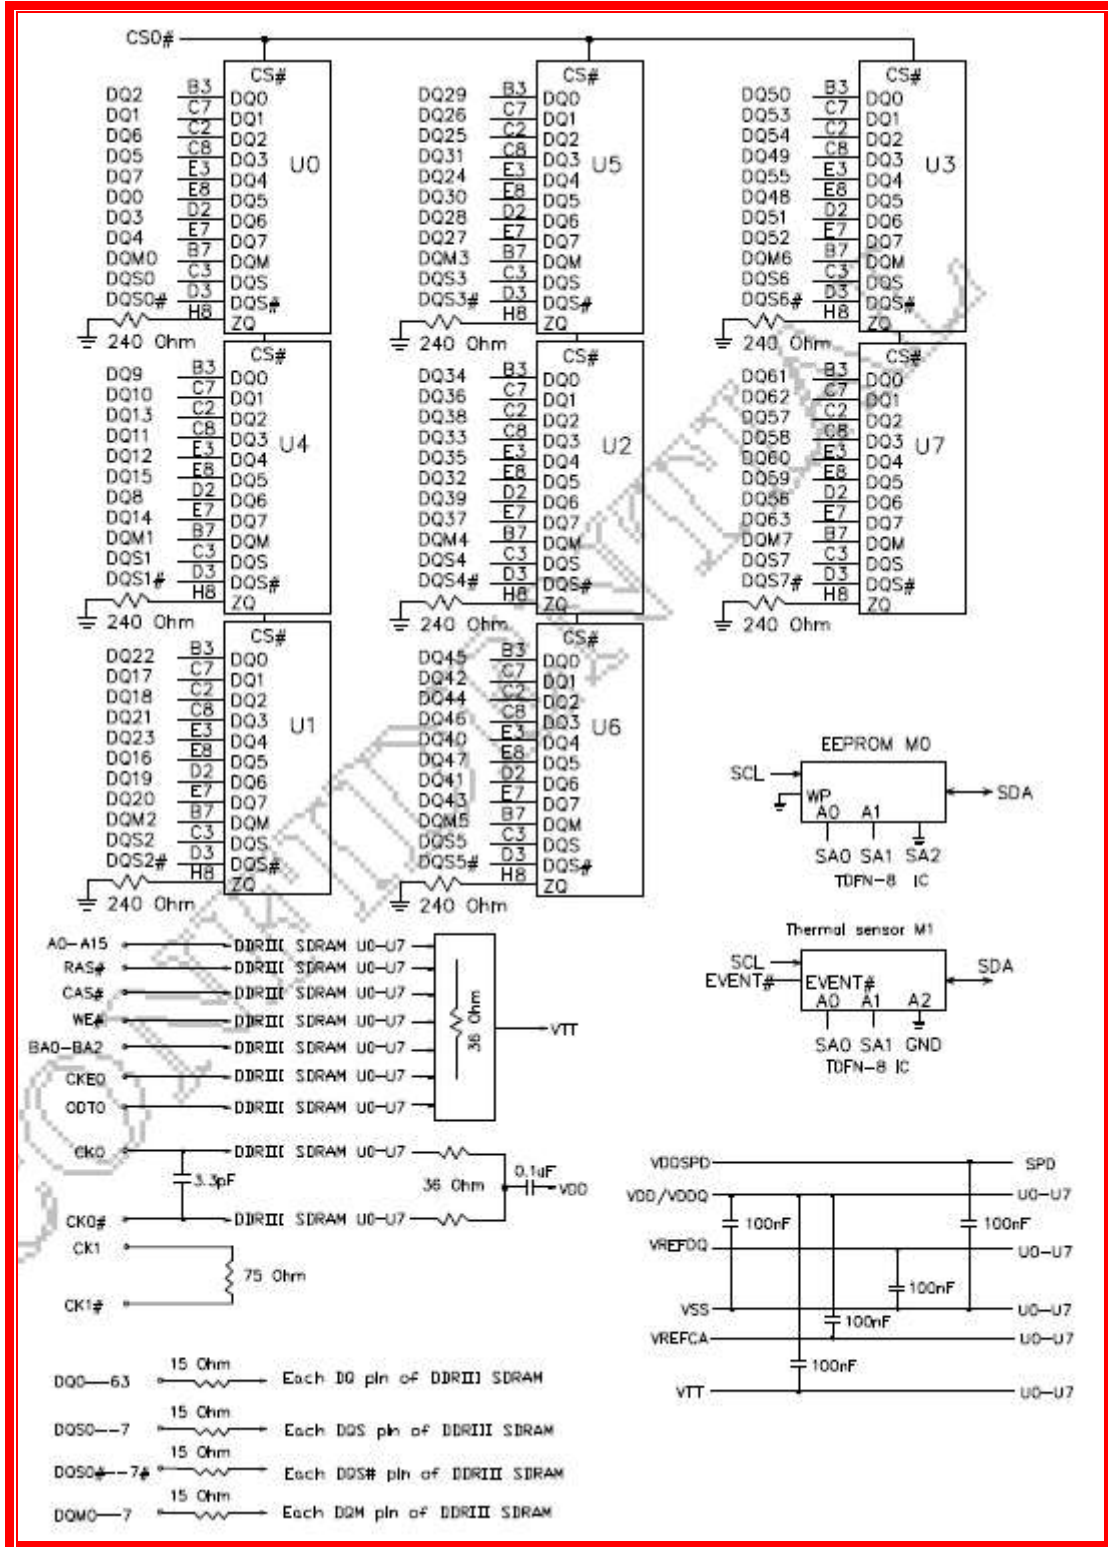 CS0#
CS#
DQ2 B3 DQ0
DQ1 C7 DQ1
DQ6 C2 DQ2
DQ5 C8 DQ3
U0
DQ7 E3 DQ4
DQ0 E8 DQ5
DQ3 D2 DQ6
DQ4 E7 DQ7
DQM0 B7 DQM
DQS0 C3 DQS
DQS0# D3 DQS#
H8 ZQ
240 Ohm
CS#
DQ9 B3 DQ0
DQ10 C7 DQ1
DQ13 C2 DQ2
DQ11 C8 DQ3
U4
DQ12 E3 DQ4
DQ15 E8 DQ5
DQ8 D2 DQ6
DQ14 E7 DQ7
DQM1 B7 DQM
DQS1 C3 DQS
DQS1# D3 DQS#
H8 ZQ
240 Ohm
CS#
DQ22 B3 DQ0
DQ17 C7 DQ1
DQ18 C2 DQ2
DQ21 C8 DQ3
U1
DQ23 E3 DQ4
DQ16 E8 DQ5
DQ19 D2 DQ6
DQ20 E7 DQ7
DQM2 B7 DQM
DQS2 C3 DQS
DQS2# D3 DQS#
H8 ZQ
240 Ohm
CS#
DQ29 B3 DQ0
DQ26 C7 DQ1
DQ25 C2 DQ2
DQ31 C8 DQ3
U5
DQ24 E3 DQ4
DQ30 E8 DQ5
DQ28 D2 DQ6
DQ27 E7 DQ7
DQM3 B7 DQM
DQS3 C3 DQS
DQS3# D3 DQS#
H8 ZQ
240 Ohm
CS#
DQ34 B3 DQ0
DQ36 C7 DQ1
DQ38 C2 DQ2
DQ33 C8 DQ3
U2
DQ35 E3 DQ4
DQ32 E8 DQ5
DQ39 D2 DQ6
DQ37 E7 DQ7
DQM4 B7 DQM
DQS4 C3 DQS
DQS4# D3 DQS#
H8 ZQ
240 Ohm
CS#
DQ45 B3 DQ0
DQ42 C7 DQ1
DQ44 C2 DQ2
DQ46 C8 DQ3
U6
DQ40 E3 DQ4
DQ47 E8 DQ5
DQ41 D2 DQ6
DQ43 E7 DQ7
DQM5 B7 DQM
DQS5 C3 DQS
DQS5# D3 DQS#
H8 ZQ
240 Ohm
CS#
DQ50 B3 DQ0
DQ53 C7 DQ1
DQ54 C2 DQ2
DQ49 C8 DQ3
U3
DQ55 E3 DQ4
DQ48 E8 DQ5
DQ51 D2 DQ6
DQ52 E7 DQ7
DQM6 B7 DQM
DQS6 C3 DQS
DQS6# D3 DQS#
H8 ZQ
240 Ohm
CS#
DQ61 B3 DQ0
DQ62 C7 DQ1
DQ57 C2 DQ2
DQ58 C8 DQ3
U7
DQ60 E3 DQ4
DQ59 E8 DQ5
DQ56 D2 DQ6
DQ63 E7 DQ7
DQM7 B7 DQM
DQS7 C3 DQS
DQS7# D3 DQS#
H8 ZQ
240 Ohm
EEPROM M0
SCL
SDA
WP
A0 A1
SA0 SA1 SA2
TDFN-8 IC
Thermal sensor M1
SCL
SDA
EVENT# EVENT#
A0 A1 A2
SA0 SA1 GND
TDFN-8 IC
A0-A15 DDRIII SDRAM U0-U7
RAS# DDRIII SDRAM U0-U7
CAS# DDRIII SDRAM U0-U7
WE# DDRIII SDRAM U0-U7
BA0-BA2 DDRIII SDRAM U0-U7
CKE0 DDRIII SDRAM U0-U7
ODT0 DDRIII SDRAM U0-U7
36 Ohm
VTT
CK0 DDRIII SDRAM U0-U7
3.3pF
36 Ohm
0.1uF
VDD
CK0# DDRIII SDRAM U0-U7
CK1
75 Ohm
CK1#
VDDSPD SPD
VDD/VDDQ U0-U7
100nF 100nF
VREFDQ U0-U7
100nF
VSS U0-U7
100nF
VREFCA U0-U7
100nF
VTT U0-U7
15 Ohm
DQ0--63 Each DQ pin of DDRIII SDRAM
15 Ohm
DQS0--7 Each DQS pin of DDRIII SDRAM
15 Ohm
DQS0#--7# Each DQS# pin of DDRIII SDRAM
15 Ohm
DQM0--7 Each DQM pin of DDRIII SDRAM
CONFIDENTIAL